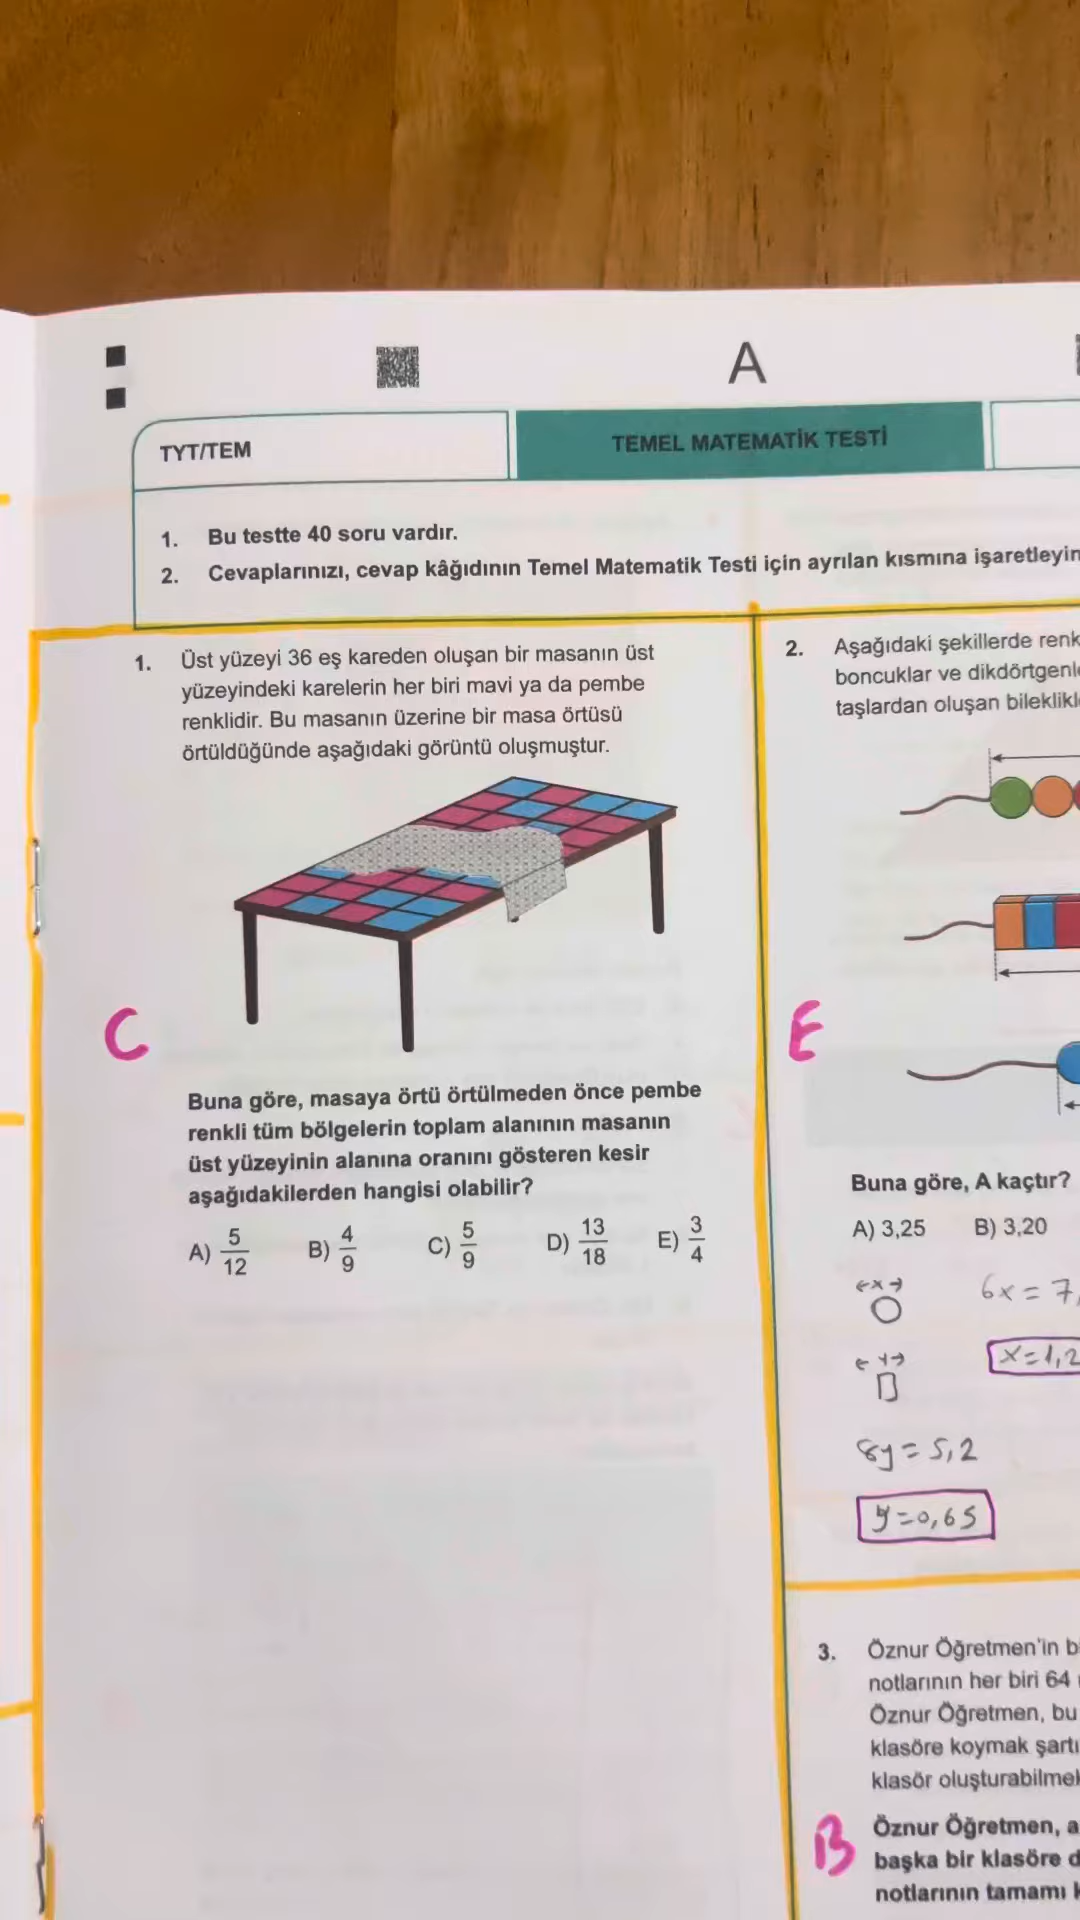 A
TYT/TEM
TEMEL MATEMATİK TESTİ
1. Bu testte 40 soru vardır.
2. Cevaplarınızı, cevap kâğıdının Temel Matematik Testi için ayrılan kısmına işaretleyin
1. Üst yüzeyi 36 eş kareden oluşan bir masanın üst
yüzeyindeki karelerin her biri mavi ya da pembe
renklidir. Bu masanın üzerine bir masa örtüsü
örtüldüğünde aşağıdaki görüntü oluşmuştur.
C
Buna göre, masaya örtü örtülmeden önce pembe
renkli tüm bölgelerin toplam alanının masanın
üst yüzeyinin alanına oranını gösteren kesir
aşağıdakilerden hangisi olabilir?
A) 5/12 B) 4/9 C) 5/9 D) 13/18 E) 3/4
2. Aşağıdaki şekillerde renk
boncuklar ve dikdörtgenl
taşlardan oluşan bileklikl
E
Buna göre, A kaçtır?
A) 3,25 B) 3,20
←x→
6x = 7,
x=1,2
←y→
8y = 5,2
y=0,65
3. Öznur Öğretmen'in b
notlarının her biri 64
Öznur Öğretmen, bu
klasöre koymak şartı
klasör oluşturabilme
B
Öznur Öğretmen, a
başka bir klasöre d
notlarının tamamı